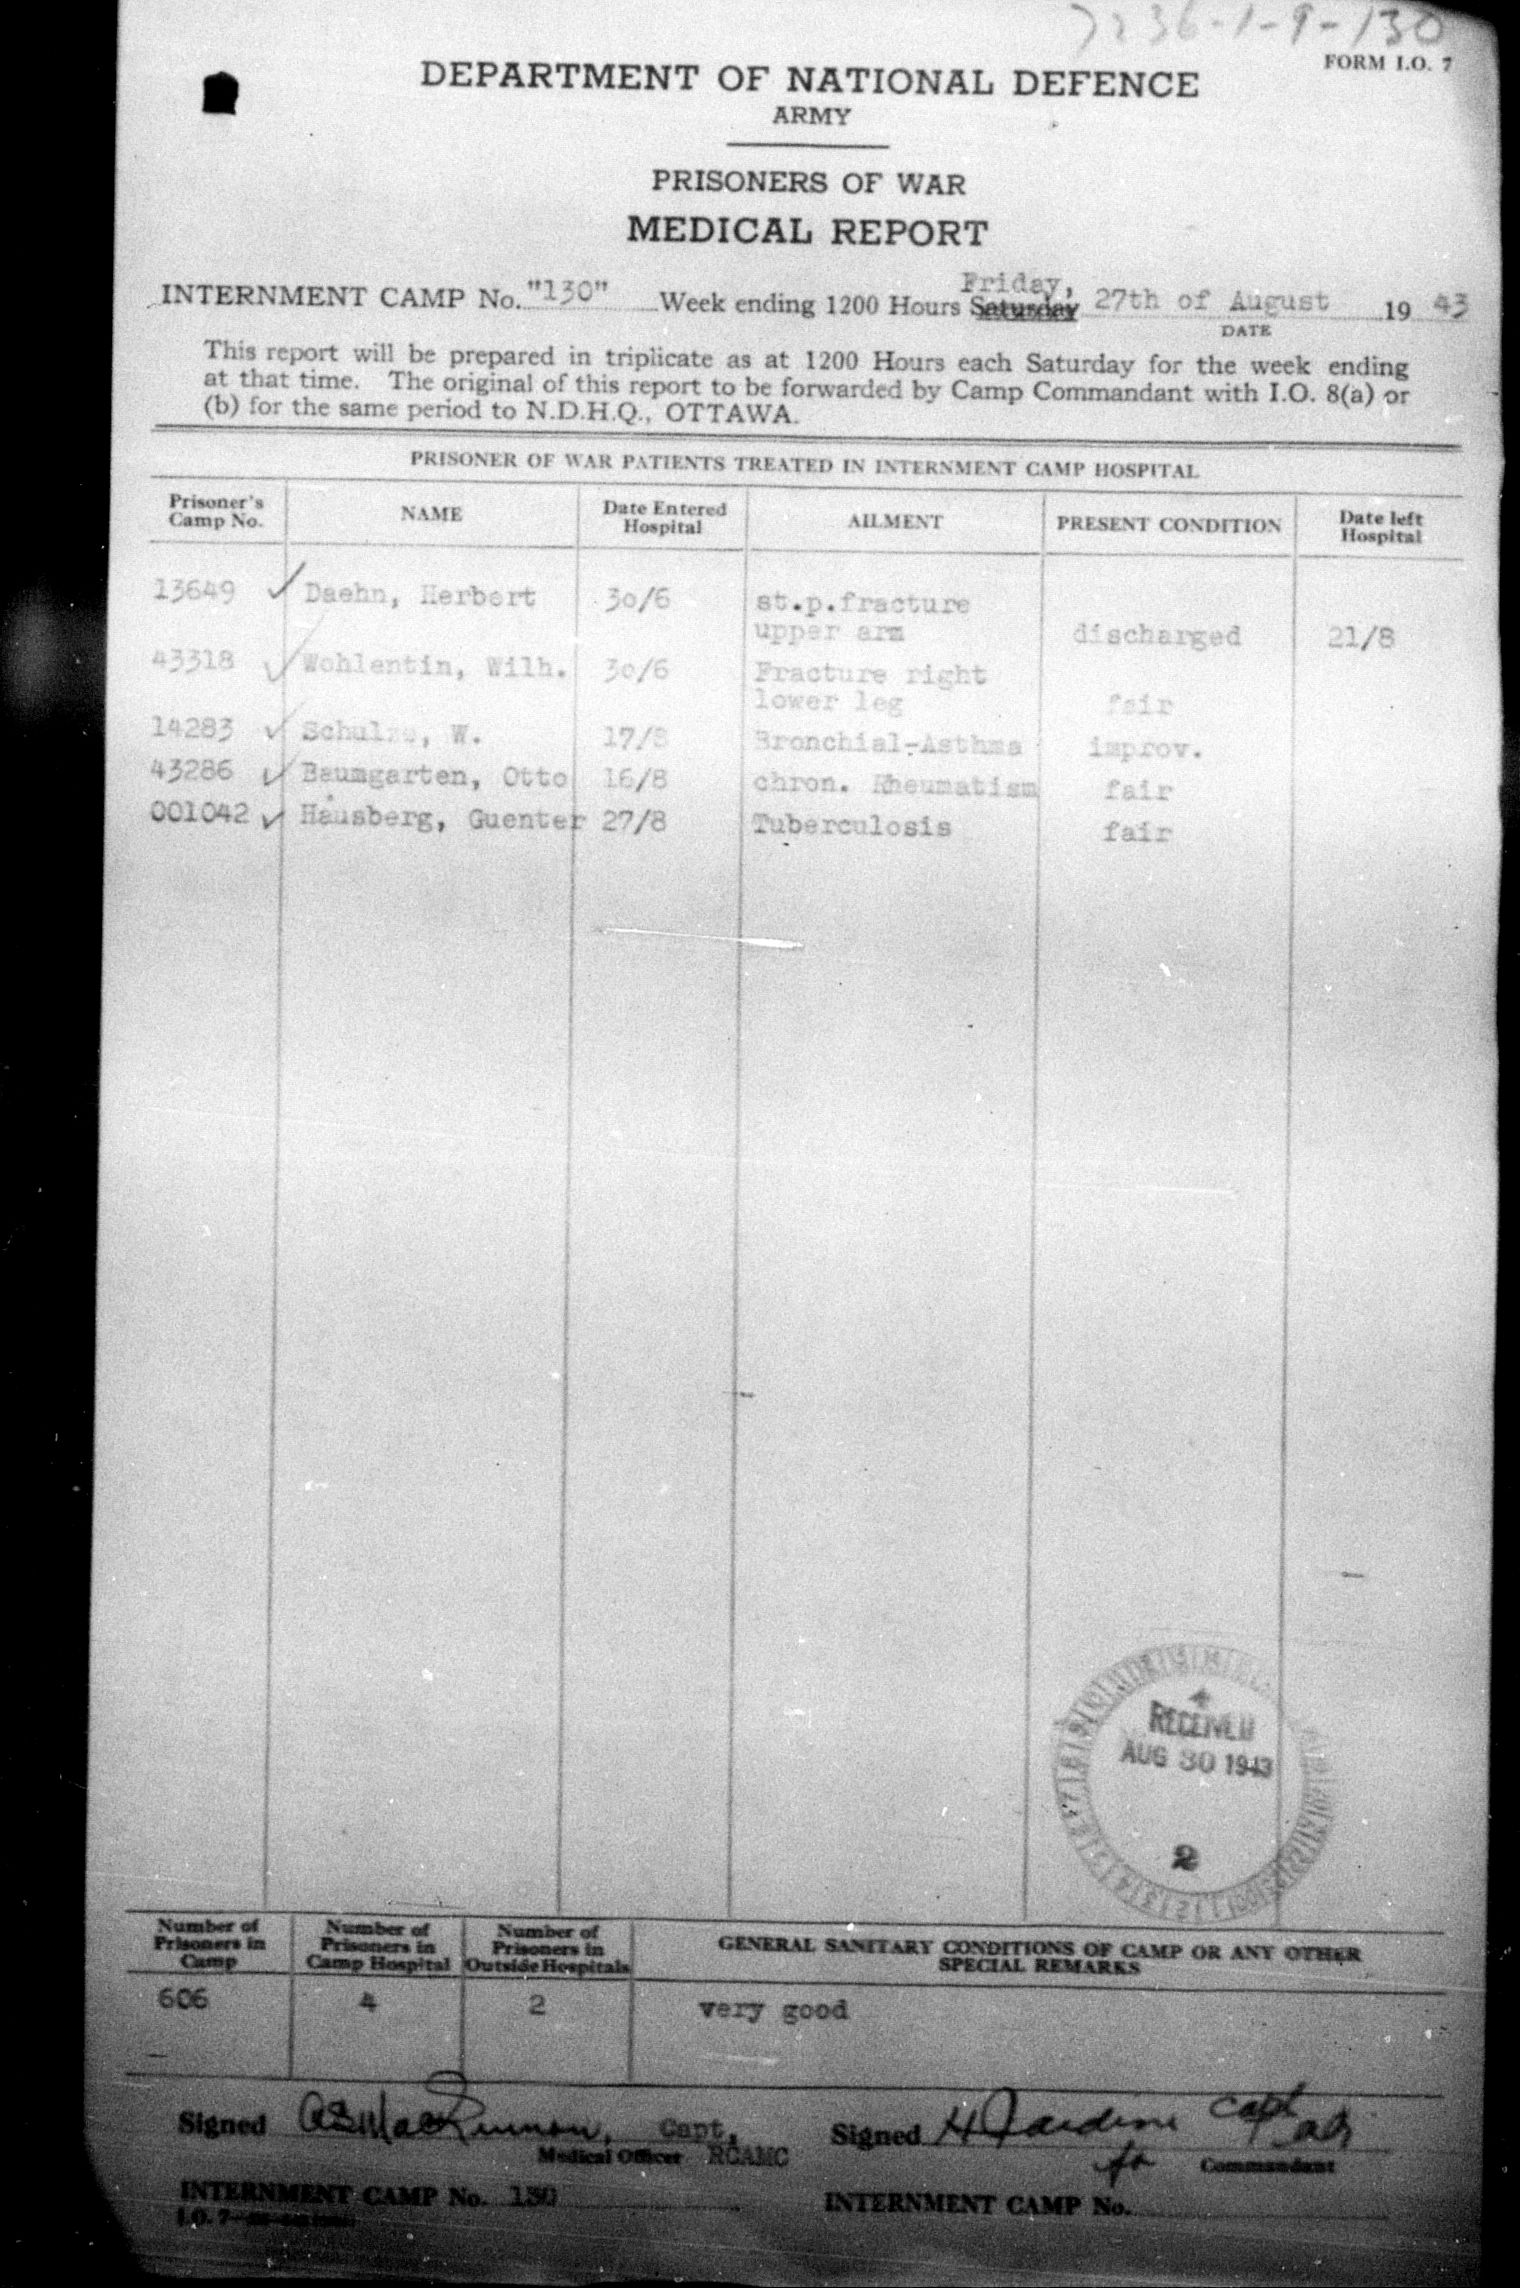 7236-1-9-130
FORM I.O. 7
DEPARTMENT OF NATIONAL DEFENCE
ARMY
PRISONERS OF WAR
MEDICAL REPORT
Friday,
INTERNMENT CAMP No. "130" Week ending 1200 Hours Saturday 27th of August 19 43
DATE
This report will be prepared in triplicate as at 1200 Hours each Saturday for the week ending
at that time. The original of this report to be forwarded by Camp Commandant with I.O. 8(a) or
(b) for the same period to N.D.H.Q., OTTAWA.
PRISONER OF WAR PATIENTS TREATED IN INTERNMENT CAMP HOSPITAL
Prisoner's Camp No. NAME Date Entered Hospital AILMENT PRESENT CONDITION Date left Hospital
13649 ✓ Daehn, Herbert 30/6 st.p.fracture
upper arm discharged 21/8
43318 ✓ Wohlentin, Wilh. 30/6 Fracture right
lower leg fair
14283 ✓ Schulze, W. 17/8 Bronchial-Asthma improv.
43286 ✓ Baumgarten, Otto 16/8 chron. Rheumatism fair
001042 ✓ Hausberg, Guenter 27/8 Tuberculosis fair
4
RECEIVED
AUG 30 1943
2
Number of Prisoners in Camp Number of Prisoners in Camp Hospital Number of Prisoners in Outside Hospitals GENERAL SANITARY CONDITIONS OF CAMP OR ANY OTHER
SPECIAL REMARKS
606 4 2 very good
Signed Capt, Signed Capt
Medical Officer RCAMC for Commandant
INTERNMENT CAMP No. 130 INTERNMENT CAMP No.
I.O. 7